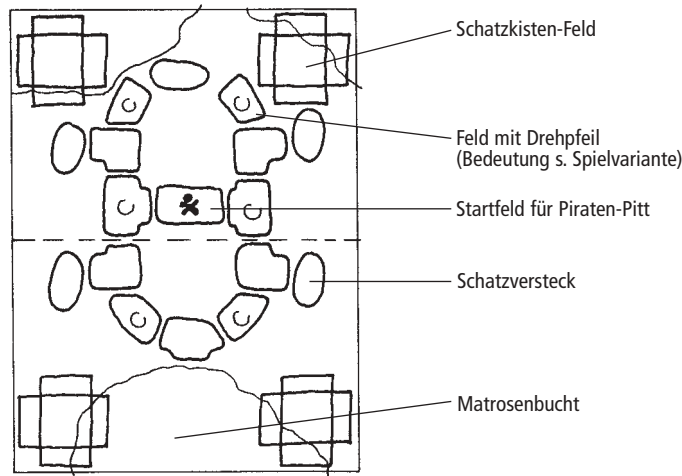 Schatzkisten-Feld
Feld mit Drehpfeil
(Bedeutung s. Spielvariante)
Startfeld für Piraten-Pitt
Schatzversteck
Matrosenbucht